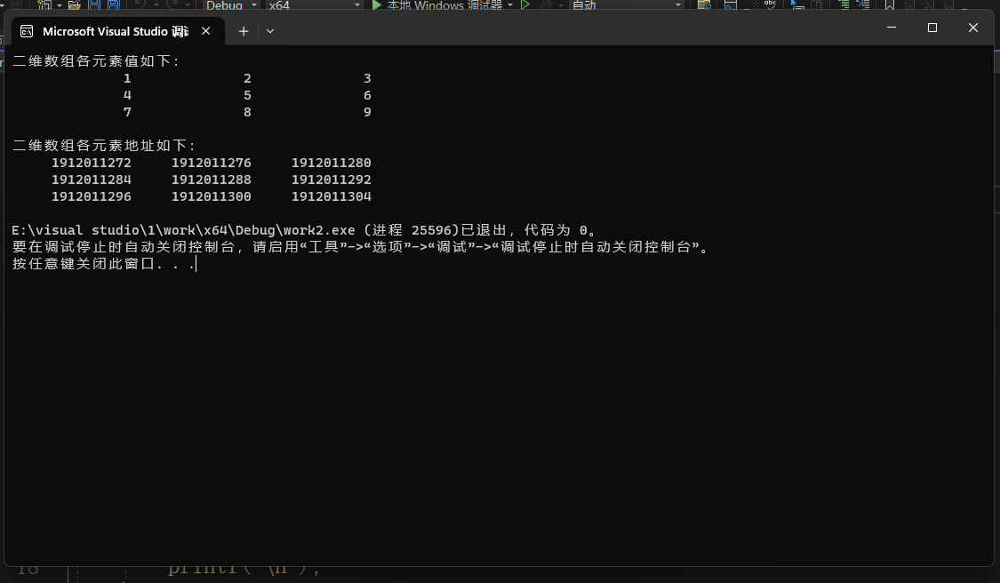 Debug x64 本地 Windows 调试器 自动
Microsoft Visual Studio 调试
二维数组各元素值如下:
1 2 3
4 5 6
7 8 9
二维数组各元素地址如下:
1912011272 1912011276 1912011280
1912011284 1912011288 1912011292
1912011296 1912011300 1912011304
E:\visual studio\1\work\x64\Debug\work2.exe (进程 25596)已退出，代码为 0。
要在调试停止时自动关闭控制台，请启用“工具”->“选项”->“调试”->“调试停止时自动关闭控制台”。
按任意键关闭此窗口. . .
18 printf("\n");